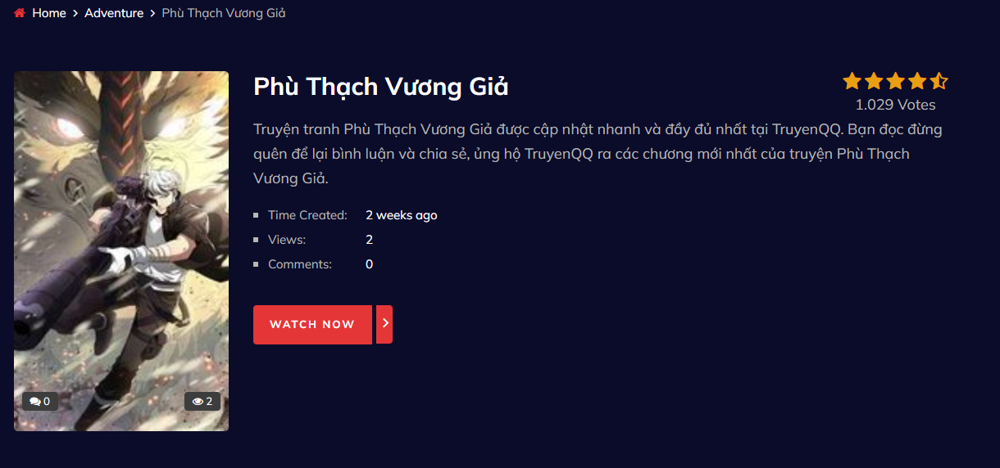 Home > Adventure > Phù Thạch Vương Giả
Phù Thạch Vương Giả
1.029 Votes
Truyện tranh Phù Thạch Vương Giả được cập nhật nhanh và đầy đủ nhất tại TruyenQQ. Bạn đọc đừng
quên để lại bình luận và chia sẻ, ủng hộ TruyenQQ ra các chương mới nhất của truyện Phù Thạch
Vương Giả.
Time Created: 2 weeks ago
Views: 2
Comments: 0
WATCH NOW >
0
2